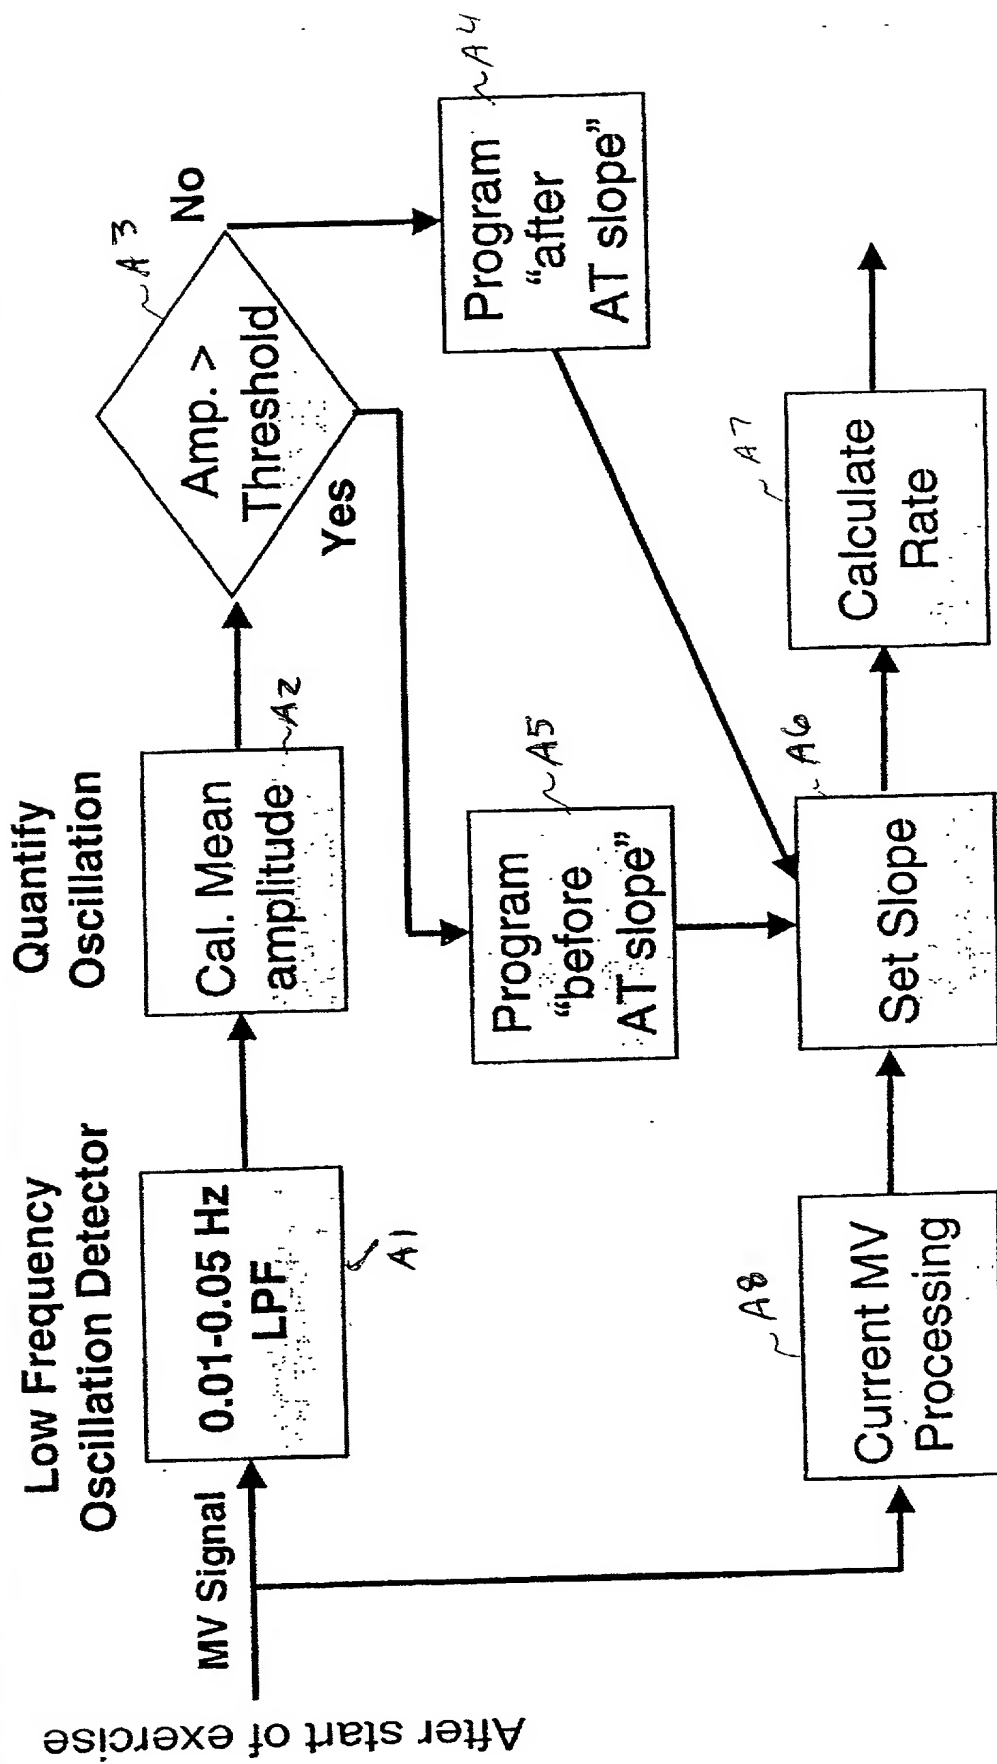 After start of exercise
MV Signal
Low Frequency
Oscillation Detector
0.01-0.05 Hz
LPF
A1
Quantify
Oscillation
Cal. Mean
amplitude
A2
Amp. >
Threshold
A3
No
Yes
Program
“after
AT slope”
A4
Program
“before
AT slope”
A5
Current MV
Processing
A8
Set Slope
A6
Calculate
Rate
A7